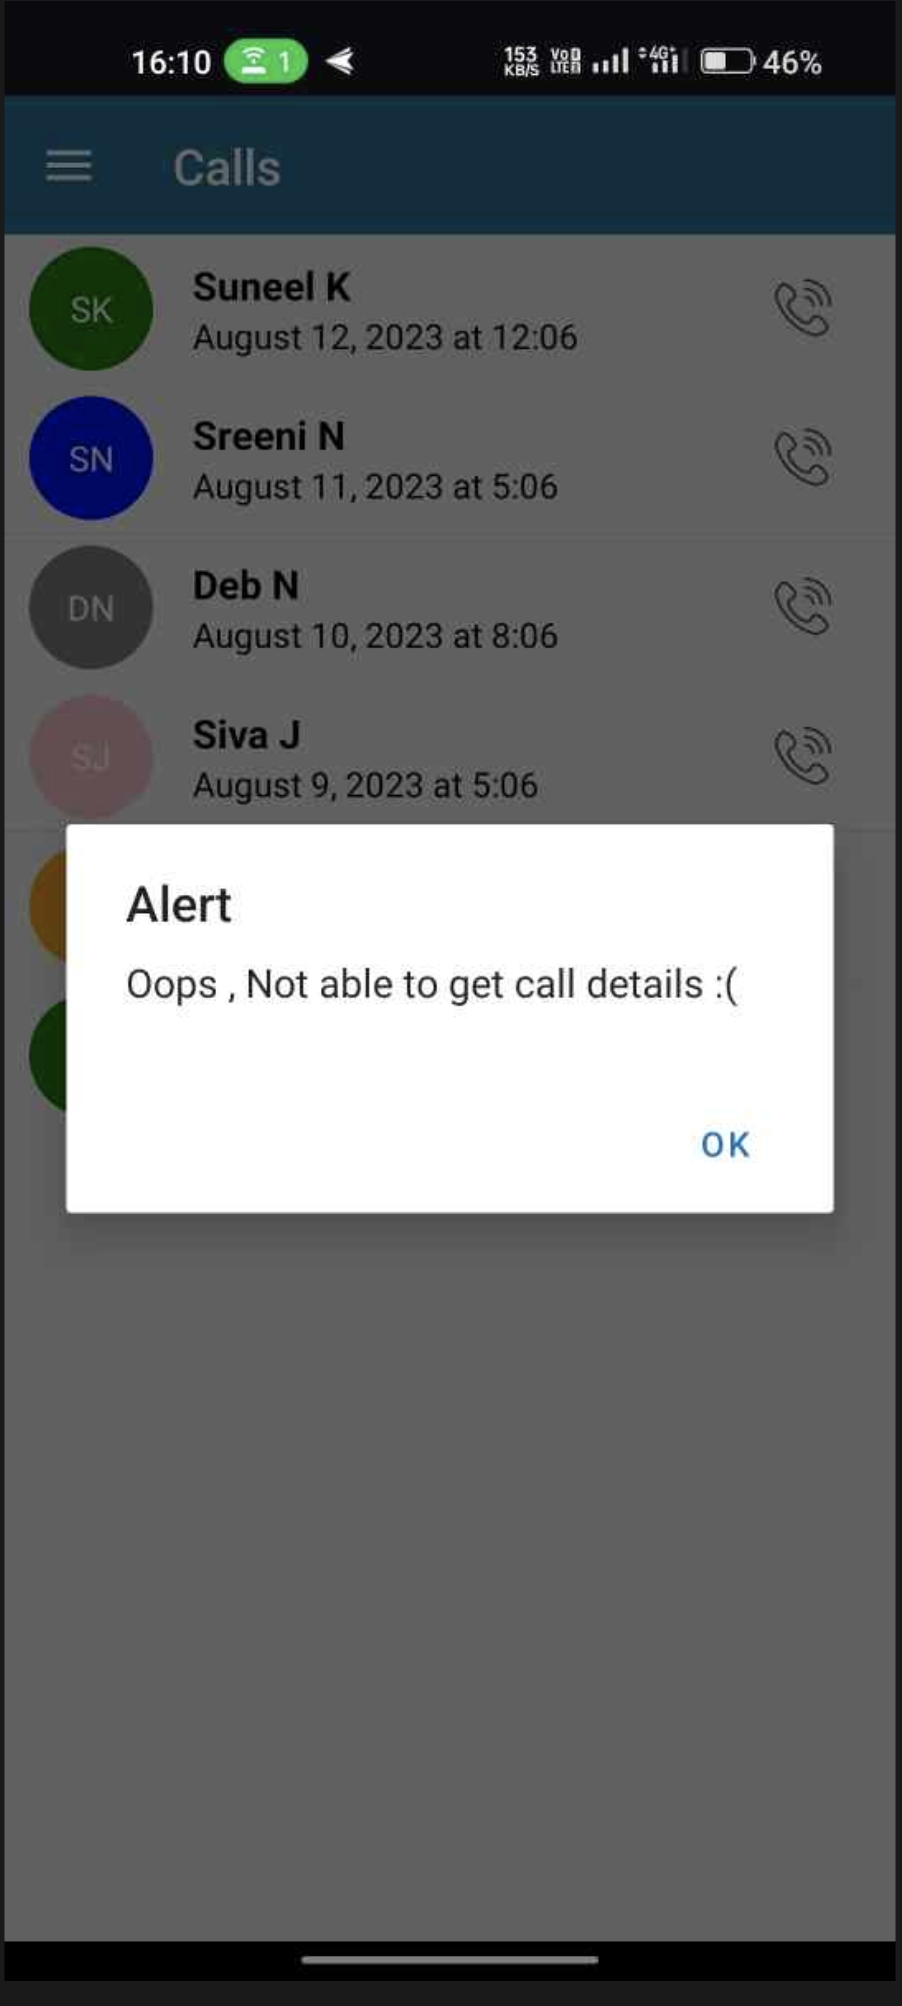 16:10 1 153 KB/S Vo LTE 4G+ 46%
Calls
SK Suneel K
August 12, 2023 at 12:06
SN Sreeni N
August 11, 2023 at 5:06
DN Deb N
August 10, 2023 at 8:06
SJ Siva J
August 9, 2023 at 5:06
Alert
Oops , Not able to get call details :(
OK